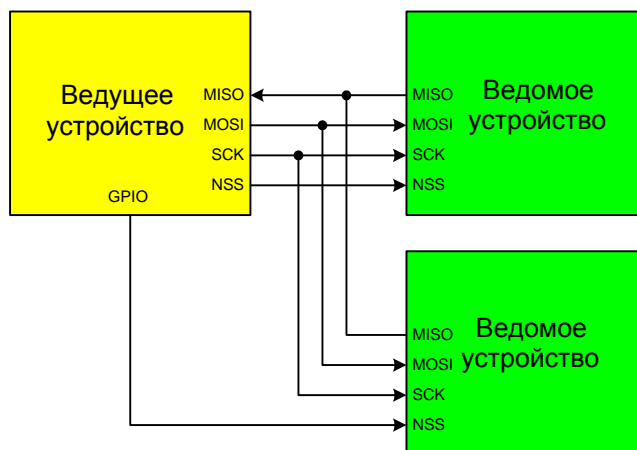 Ведущее
устройство
MISO
MOSI
SCK
NSS
GPIO
MISO
MOSI
SCK
NSS
Ведомое
устройство
MISO
MOSI
SCK
NSS
Ведомое
устройство